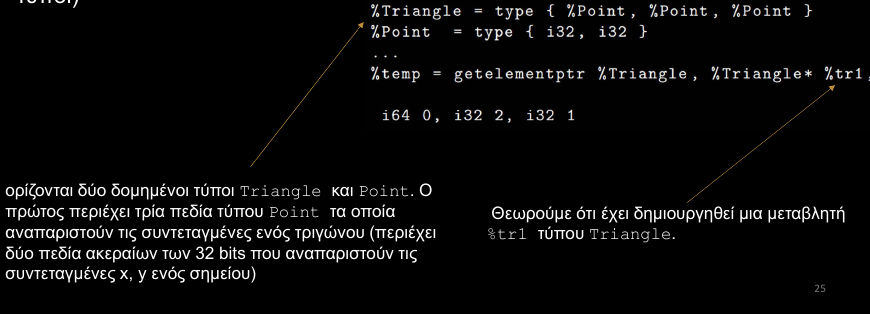 τύποι)
%Triangle = type { %Point, %Point, %Point }
%Point = type { i32, i32 }
...
%temp = getelementptr %Triangle, %Triangle* %tr1,
i64 0, i32 2, i32 1
ορίζονται δύο δομημένοι τύποι Triangle και Point. Ο
πρώτος περιέχει τρία πεδία τύπου Point τα οποία
αναπαριστούν τις συντεταγμένες ενός τριγώνου (περιέχει
δύο πεδία ακεραίων των 32 bits που αναπαριστούν τις
συντεταγμένες x, y ενός σημείου)
Θεωρούμε ότι έχει δημιουργηθεί μια μεταβλητή
%tr1 τύπου Triangle.
25